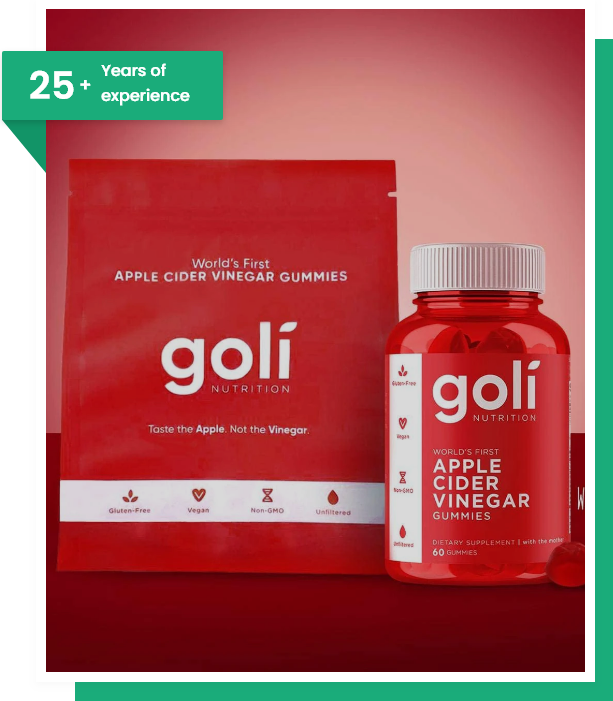 25+
Years of
experience
World's First
APPLE CIDER VINEGAR GUMMIES
goli
NUTRITION
Taste the Apple. Not the Vinegar.
Gluten-Free
Vegan
Non-GMO
Unfiltered
goli
NUTRITION
Gluten-Free
Vegan
Non-GMO
Unfiltered
WORLD'S FIRST
APPLE
CIDER
VINEGAR
GUMMIES
DIETARY SUPPLEMENT | with the mother
60 GUMMIES
W